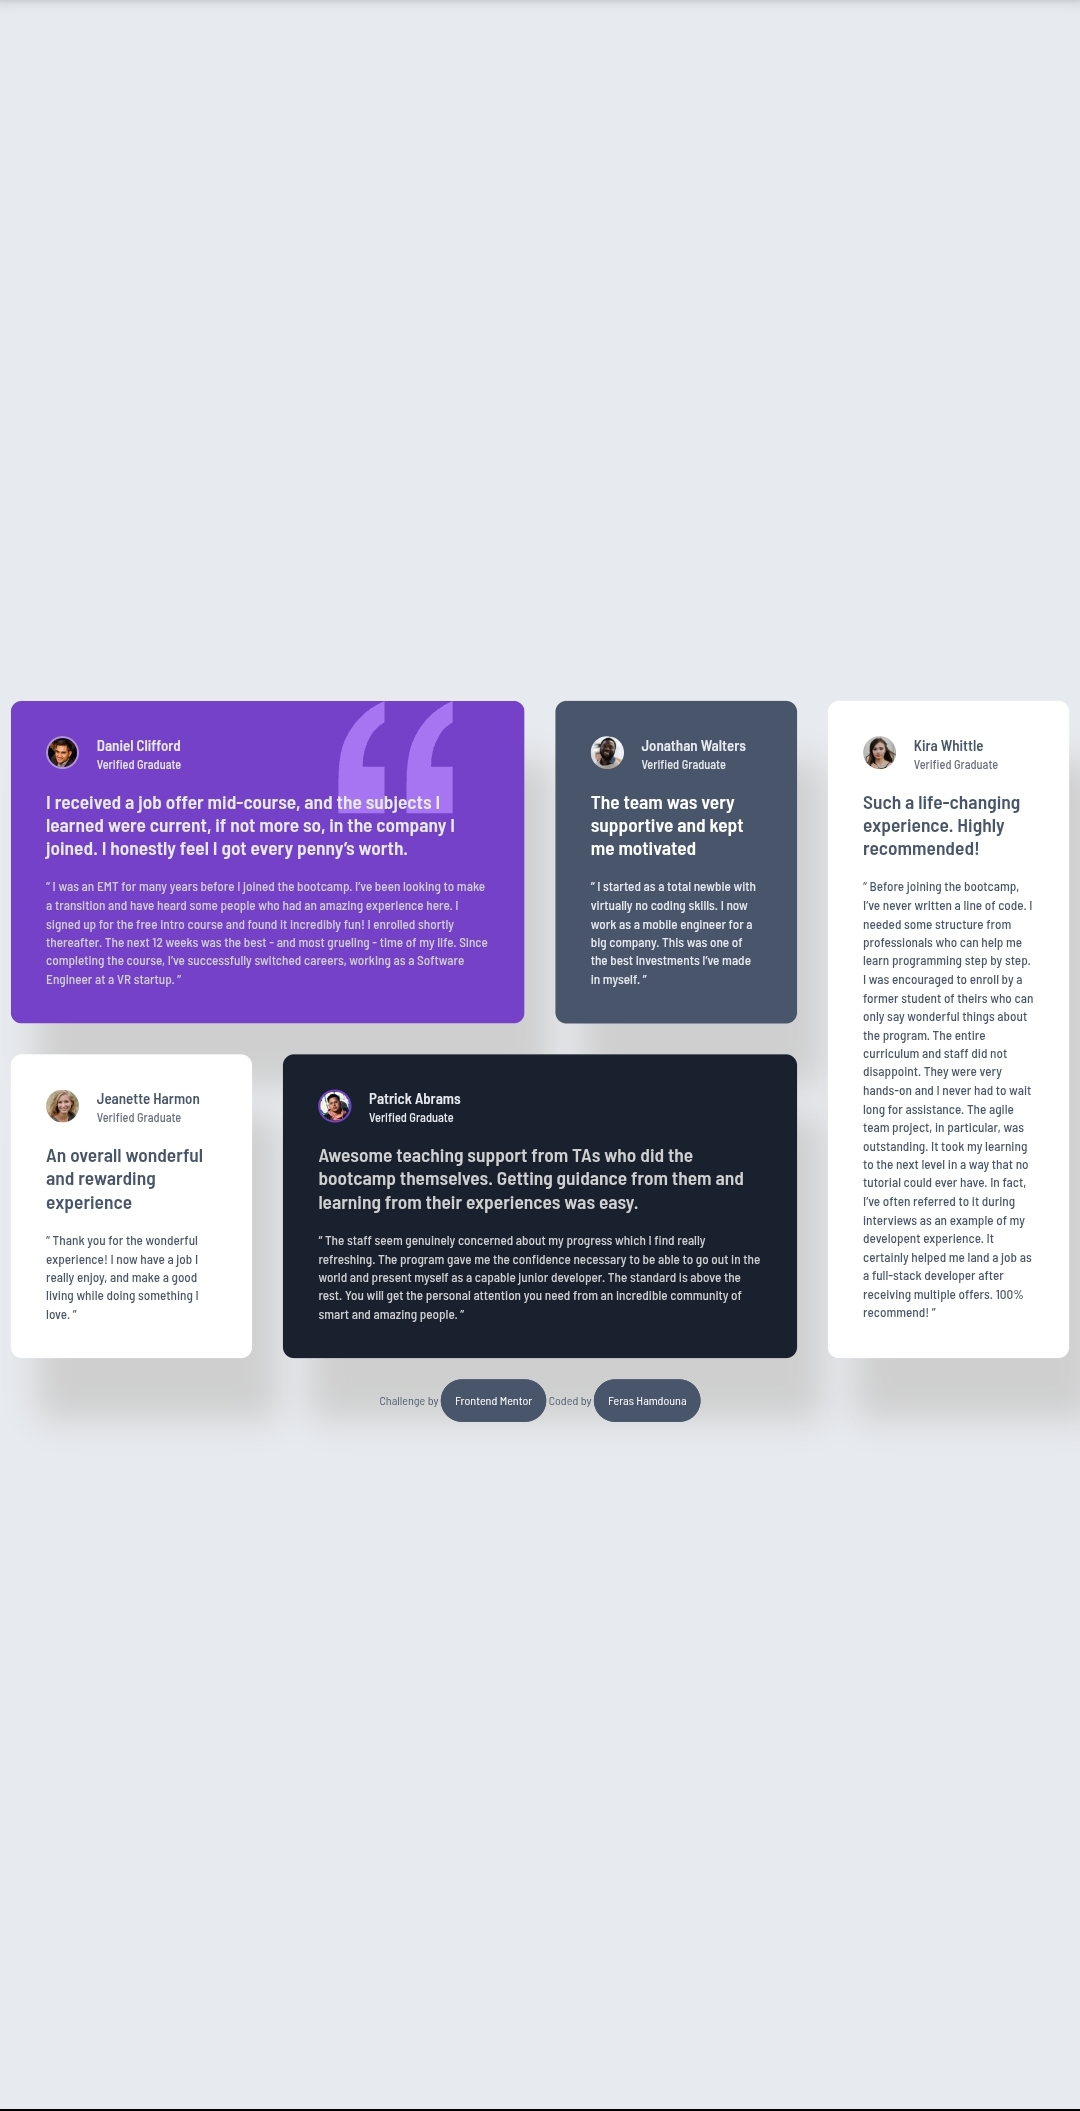 Daniel Clifford
Verified Graduate
I received a job offer mid-course, and the subjects I
learned were current, if not more so, in the company I
joined. I honestly feel I got every penny’s worth.
“ I was an EMT for many years before I joined the bootcamp. I’ve been looking to make
a transition and have heard some people who had an amazing experience here. I
signed up for the free intro course and found it incredibly fun! I enrolled shortly
thereafter. The next 12 weeks was the best - and most grueling - time of my life. Since
completing the course, I’ve successfully switched careers, working as a Software
Engineer at a VR startup. ”
Jonathan Walters
Verified Graduate
The team was very
supportive and kept
me motivated
“ I started as a total newbie with
virtually no coding skills. I now
work as a mobile engineer for a
big company. This was one of
the best investments I’ve made
in myself. ”
Kira Whittle
Verified Graduate
Such a life-changing
experience. Highly
recommended!
“ Before joining the bootcamp,
I’ve never written a line of code. I
needed some structure from
professionals who can help me
learn programming step by step.
I was encouraged to enroll by a
former student of theirs who can
only say wonderful things about
the program. The entire
curriculum and staff did not
disappoint. They were very
hands-on and I never had to wait
long for assistance. The agile
team project, in particular, was
outstanding. It took my learning
to the next level in a way that no
tutorial could ever have. In fact,
I’ve often referred to it during
interviews as an example of my
developent experience. It
certainly helped me land a job as
a full-stack developer after
receiving multiple offers. 100%
recommend! ”
Jeanette Harmon
Verified Graduate
An overall wonderful
and rewarding
experience
“ Thank you for the wonderful
experience! I now have a job I
really enjoy, and make a good
living while doing something I
love. ”
Patrick Abrams
Verified Graduate
Awesome teaching support from TAs who did the
bootcamp themselves. Getting guidance from them and
learning from their experiences was easy.
“ The staff seem genuinely concerned about my progress which I find really
refreshing. The program gave me the confidence necessary to be able to go out in the
world and present myself as a capable junior developer. The standard is above the
rest. You will get the personal attention you need from an incredible community of
smart and amazing people. ”
Challenge by Frontend Mentor Coded by Feras Hamdouna